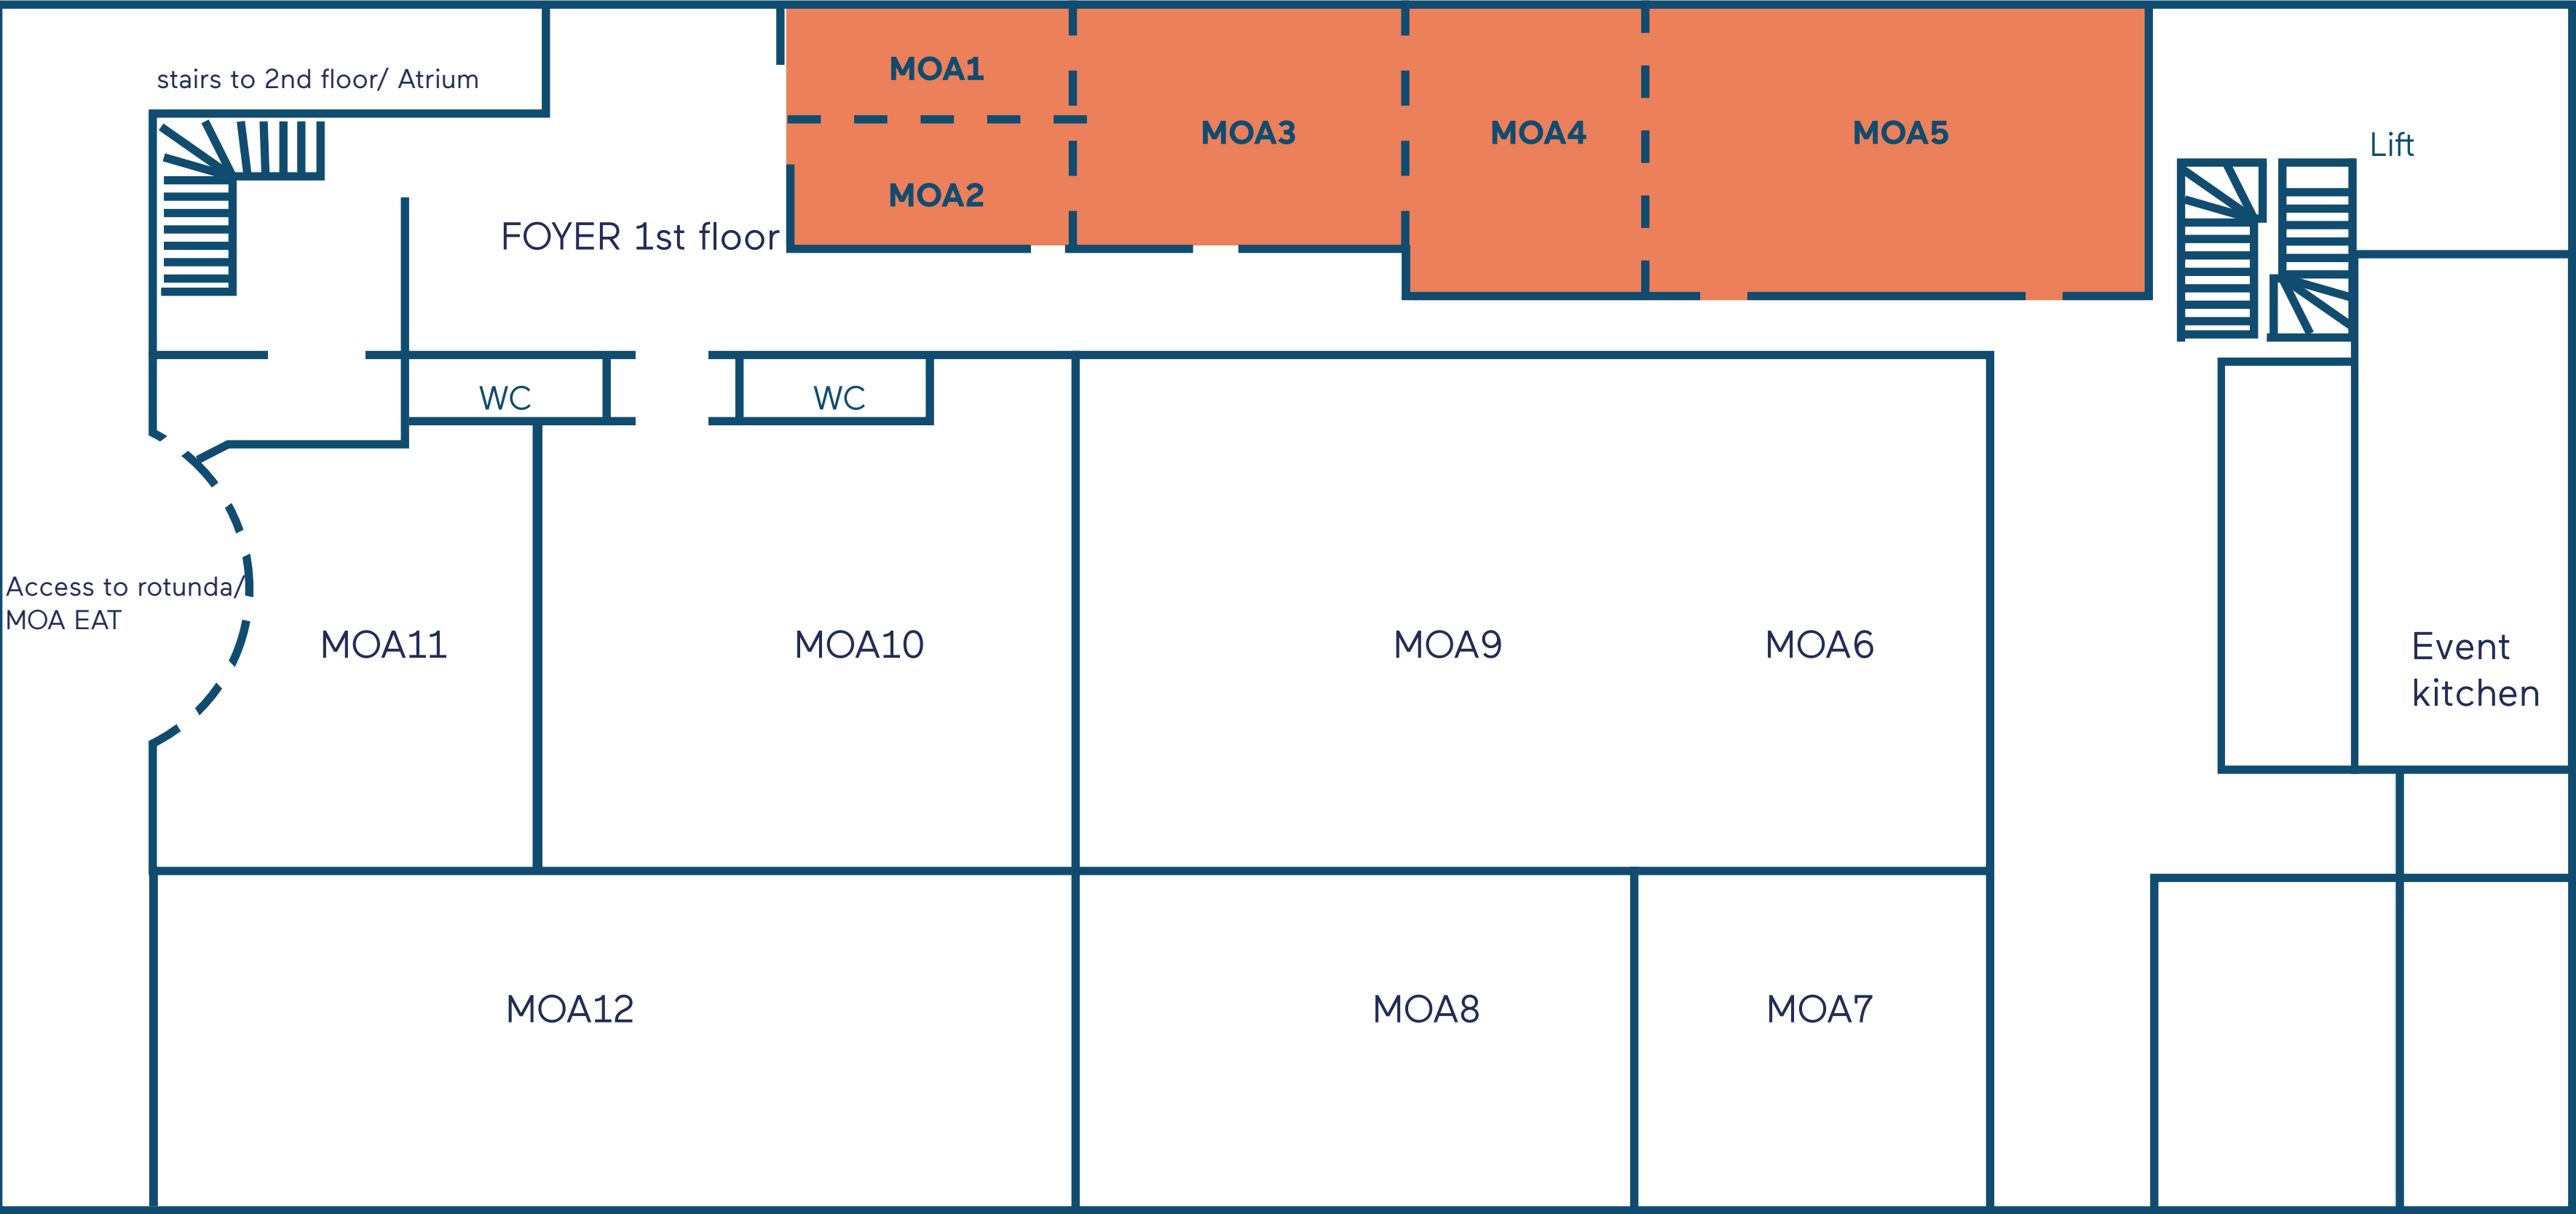 MOA1
stairs to 2nd floor/ Atrium
MOA3
MOA4
MOA5
Lift
MOA2
FOYER 1st floor
WC
WC
Access to rotunda/
MOA EAT
MOA11
MOA10
MOA9
MOA6
Event
kitchen
MOA12
MOA8
MOA7